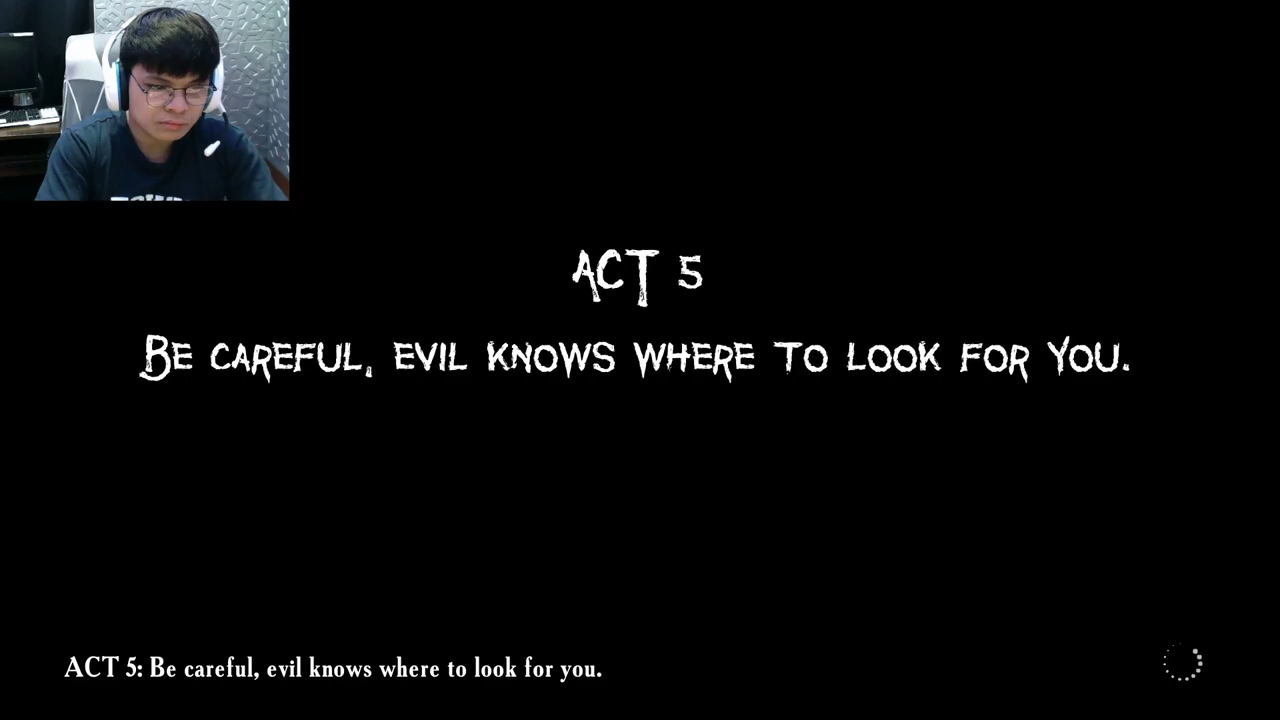 ACT 5
BE CAREFUL, EVIL KNOWS WHERE TO LOOK FOR YOU.
ACT 5: Be careful, evil knows where to look for you.